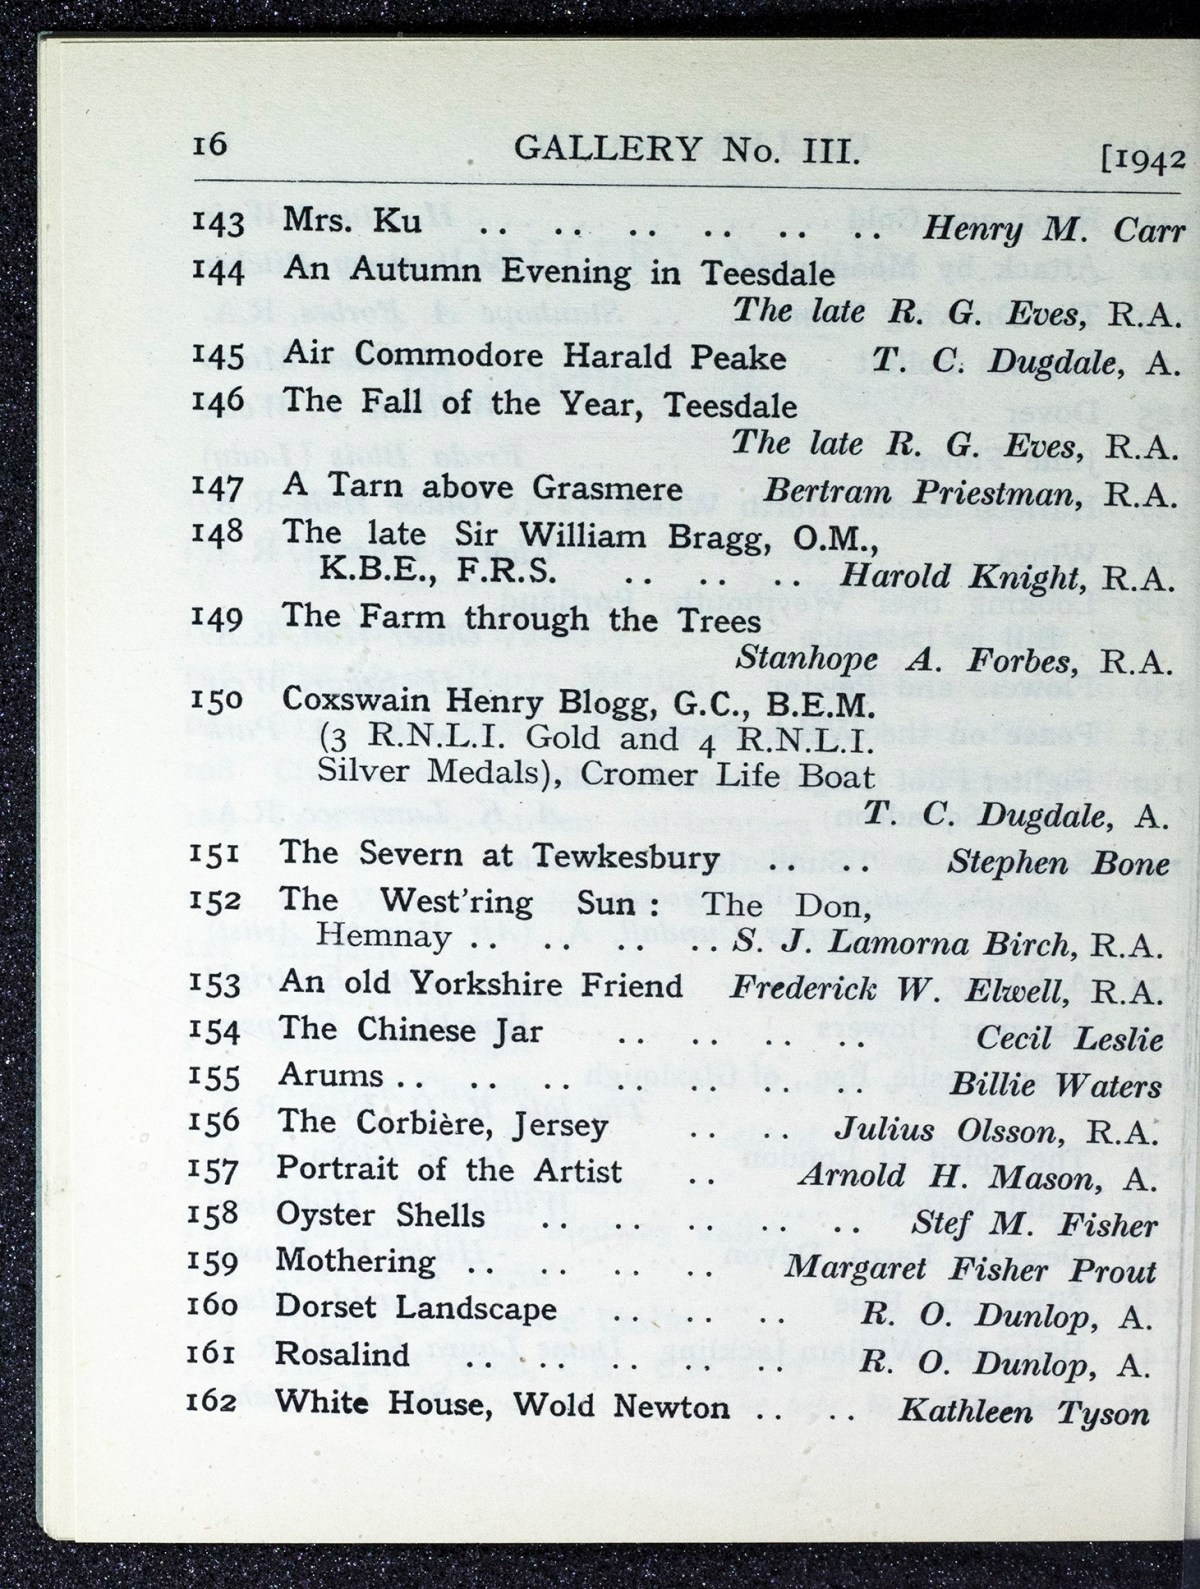 16 GALLERY No. III. [1942
143 Mrs. Ku .. .. .. .. .. .. Henry M. Carr
144 An Autumn Evening in Teesdale
The late R. G. Eves, R.A.
145 Air Commodore Harald Peake T. C. Dugdale, A.
146 The Fall of the Year, Teesdale
The late R. G. Eves, R.A.
147 A Tarn above Grasmere Bertram Priestman, R.A.
148 The late Sir William Bragg, O.M.,
K.B.E., F.R.S. .. .. .. Harold Knight, R.A.
149 The Farm through the Trees
Stanhope A. Forbes, R.A.
150 Coxswain Henry Blogg, G.C., B.E.M.
(3 R.N.L.I. Gold and 4 R.N.L.I.
Silver Medals), Cromer Life Boat
T. C. Dugdale, A.
151 The Severn at Tewkesbury .. .. Stephen Bone
152 The West'ring Sun : The Don,
Hemnay .. .. .. .. S. J. Lamorna Birch, R.A.
153 An old Yorkshire Friend Frederick W. Elwell, R.A.
154 The Chinese Jar .. .. .. .. Cecil Leslie
155 Arums .. .. .. .. .. .. .. Billie Waters
156 The Corbière, Jersey .. .. Julius Olsson, R.A.
157 Portrait of the Artist .. Arnold H. Mason, A.
158 Oyster Shells .. .. .. .. .. Stef M. Fisher
159 Mothering .. .. .. .. Margaret Fisher Prout
160 Dorset Landscape .. .. .. R. O. Dunlop, A.
161 Rosalind .. .. .. .. .. R. O. Dunlop, A.
162 White House, Wold Newton .. .. Kathleen Tyson